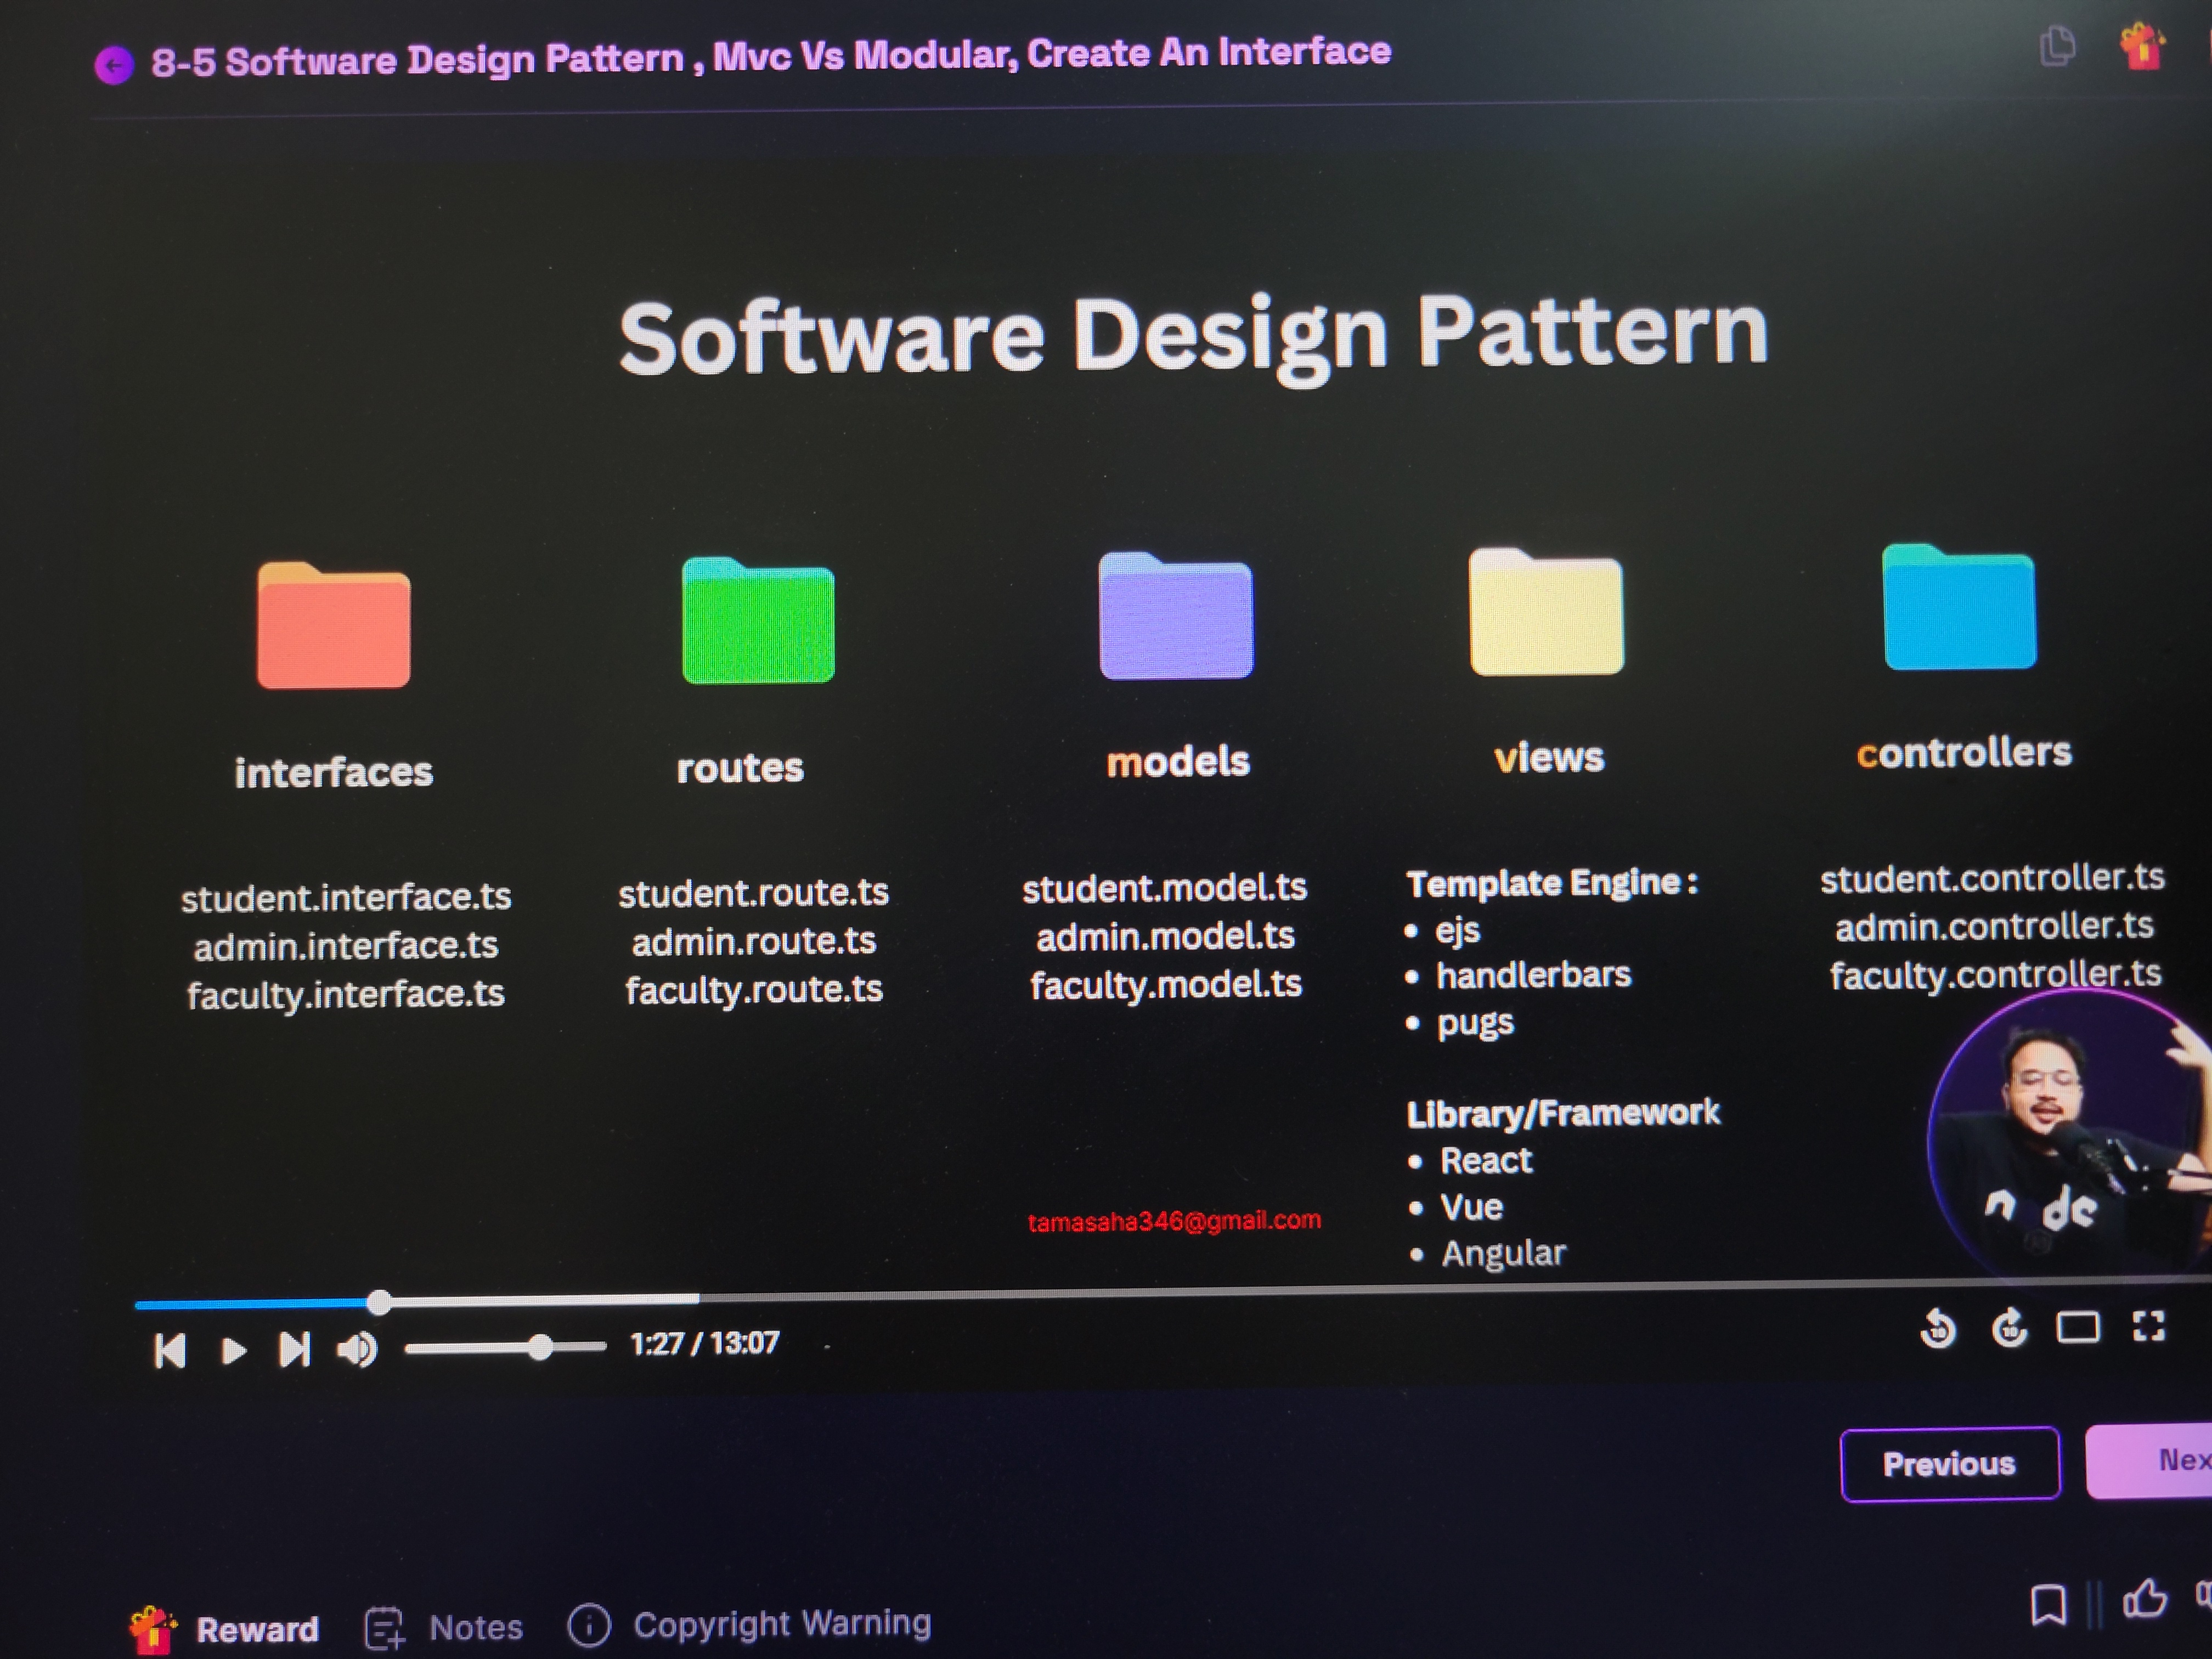 8-5 Software Design Pattern , Mvc Vs Modular, Create An Interface
Software Design Pattern
interfaces
routes
models
views
controllers
student.interface.ts
admin.interface.ts
faculty.interface.ts
student.route.ts
admin.route.ts
faculty.route.ts
student.model.ts
admin.model.ts
faculty.model.ts
Template Engine :
• ejs
• handlerbars
• pugs
Library/Framework
• React
• Vue
• Angular
student.controller.ts
admin.controller.ts
faculty.controller.ts
n de
tamasaha346@gmail.com
1:27 / 13:07
10
10
Previous
Nex
Reward
Notes
Copyright Warning